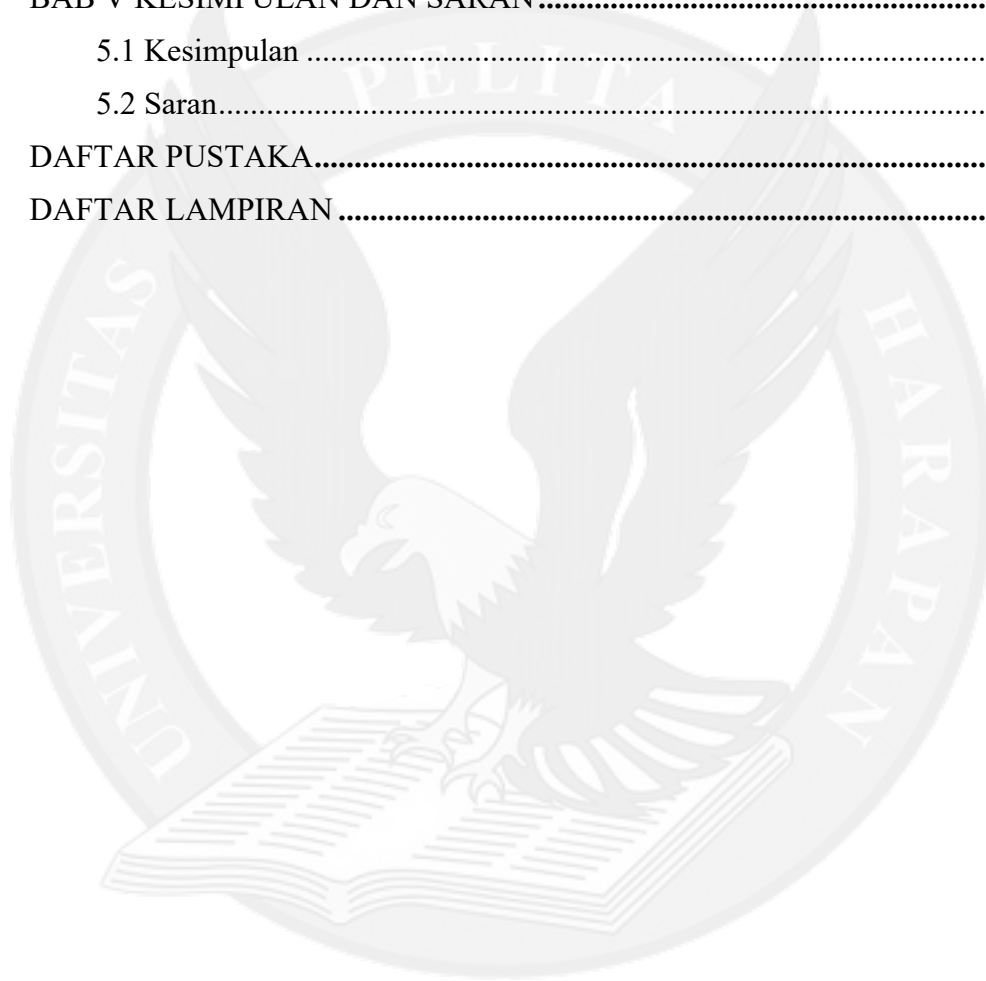 BAB V KESIMPULAN DAN SARAN................................................................
5.1 Kesimpulan ................................................................................................
5.2 Saran............................................................................................................
DAFTAR PUSTAKA............................................................................................
DAFTAR LAMPIRAN.........................................................................................
UNIVERSITAS PELITA HARAPAN